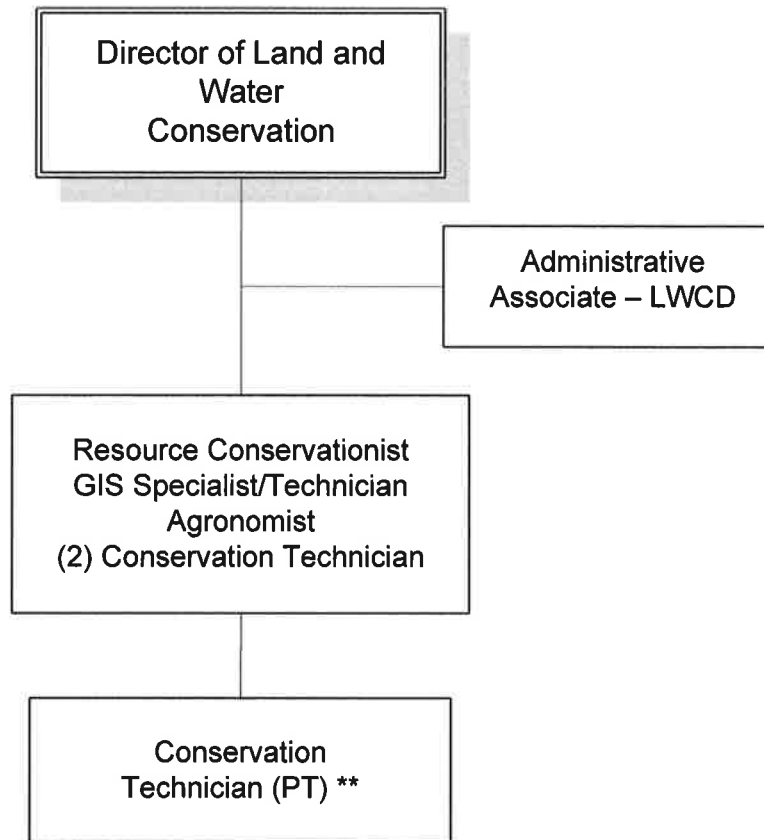 Director of Land and
Water
Conservation
Administrative
Associate – LWCD
Resource Conservationist
GIS Specialist/Technician
Agronomist
(2) Conservation Technician
Conservation
Technician (PT) **